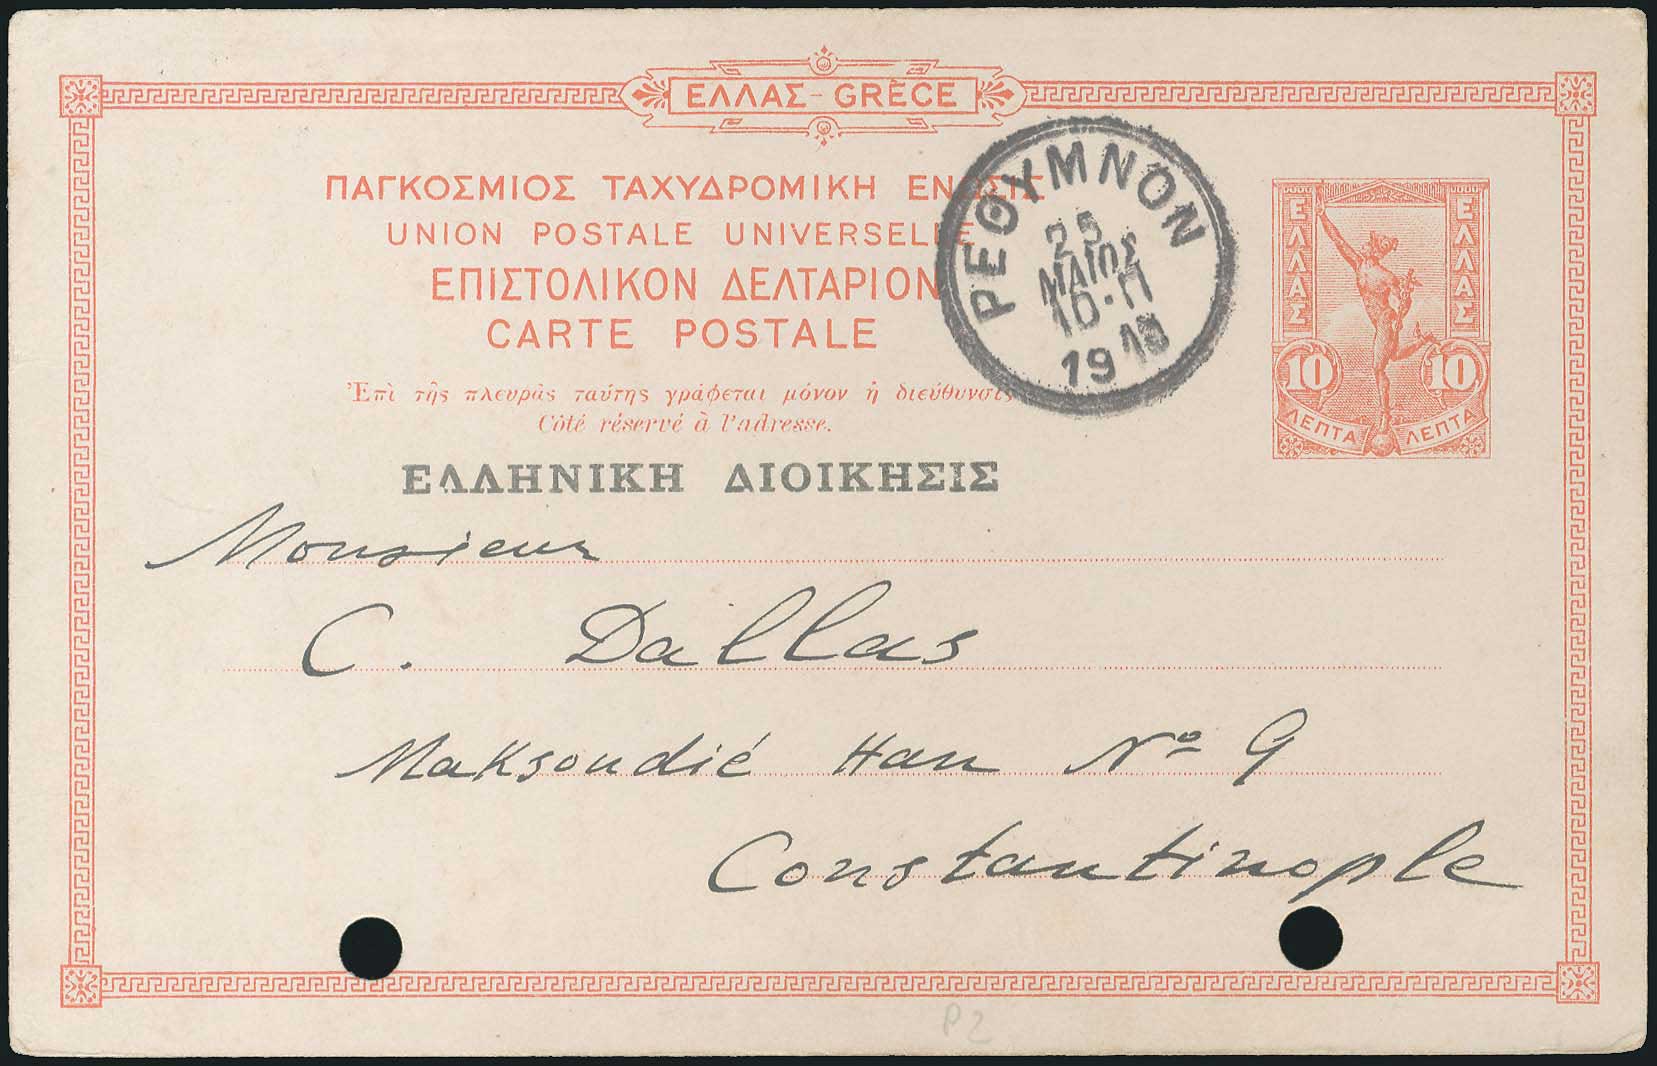 ΕΛΛΑΣ - GRÈCE
ΠΑΓΚΟΣΜΙΟΣ ΤΑΧΥΔΡΟΜΙΚΗ ΕΝΩΣΙΣ
UNION POSTALE UNIVERSELLE
ΕΠΙΣΤΟΛΙΚΟΝ ΔΕΛΤΑΡΙΟΝ
CARTE POSTALE
Ἐπὶ τῆς πλευρᾶς ταύτης γράφεται μόνον ἡ διεύθυνσις
Côté réservé à l'adresse.
ΕΛΛΗΝΙΚΗ ΔΙΟΙΚΗΣΙΣ
ΡΕΘΥΜΝΟΝ
25
ΜΑΙΟΣ
10-11
19
ΕΛΛΑΣ
ΕΛΛΑΣ
10 10
ΛΕΠΤΑ ΛΕΠΤΑ
Monsieur
C. Dallas
Maksoudié Han No 9
Constantinople
P2